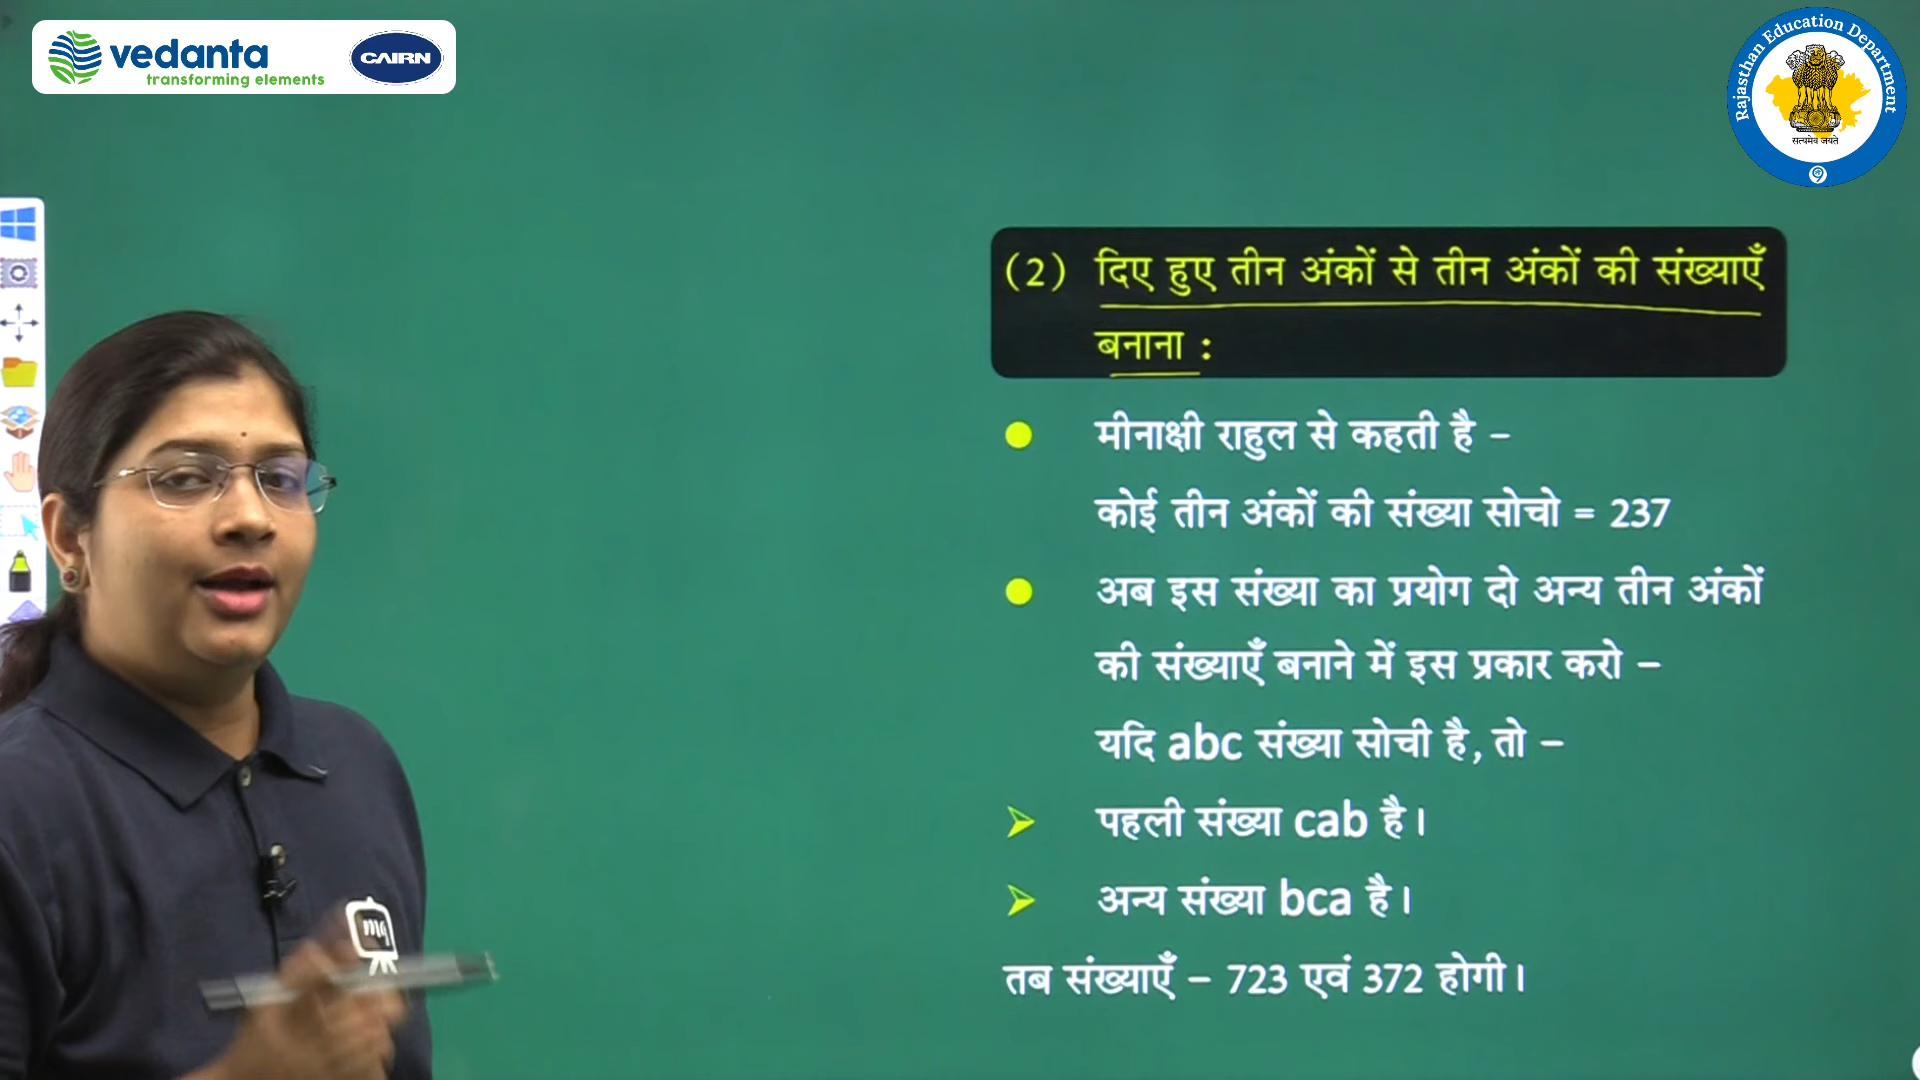 vedanta
transforming elements
CAIRN
Rajasthan Education Department
सत्यमेव जयते
(2) दिए हुए तीन अंकों से तीन अंकों की संख्याएँ
बनाना :
मीनाक्षी राहुल से कहती है –
कोई तीन अंकों की संख्या सोचो = 237
अब इस संख्या का प्रयोग दो अन्य तीन अंकों
की संख्याएँ बनाने में इस प्रकार करो –
यदि abc संख्या सोची है, तो –
पहली संख्या cab है।
अन्य संख्या bca है।
तब संख्याएँ – 723 एवं 372 होगी।
mq